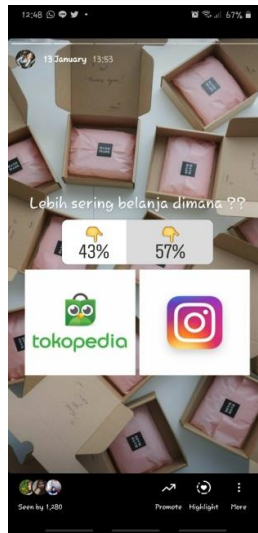 12:48
67%
13 January 13:53
Lebih sering belanja dimana ??
43%
57%
tokopedia
Seen by 1,280
Promote
Highlight
More